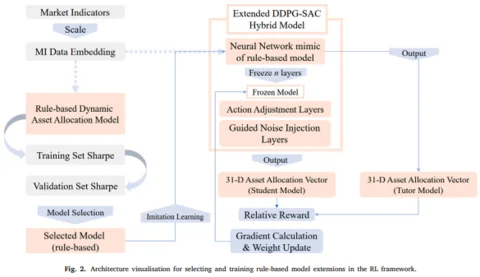 Market Indicators
Scale
MI Data Embedding
Rule-based Dynamic
Asset Allocation Model
Training Set Sharpe
Validation Set Sharpe
Model Selection
Selected Model
(rule-based)
Imitation Learning
Extended DDPG-SAC
Hybrid Model
Neural Network mimic
of rule-based model
Freeze n layers
Frozen Model
Action Adjustment Layers
Guided Noise Injection
Layers
Output
31-D Asset Allocation Vector
(Student Model)
Relative Reward
Gradient Calculation
& Weight Update
Output
31-D Asset Allocation Vector
(Tutor Model)
Fig. 2. Architecture visualisation for selecting and training rule-based model extensions in the RL framework.